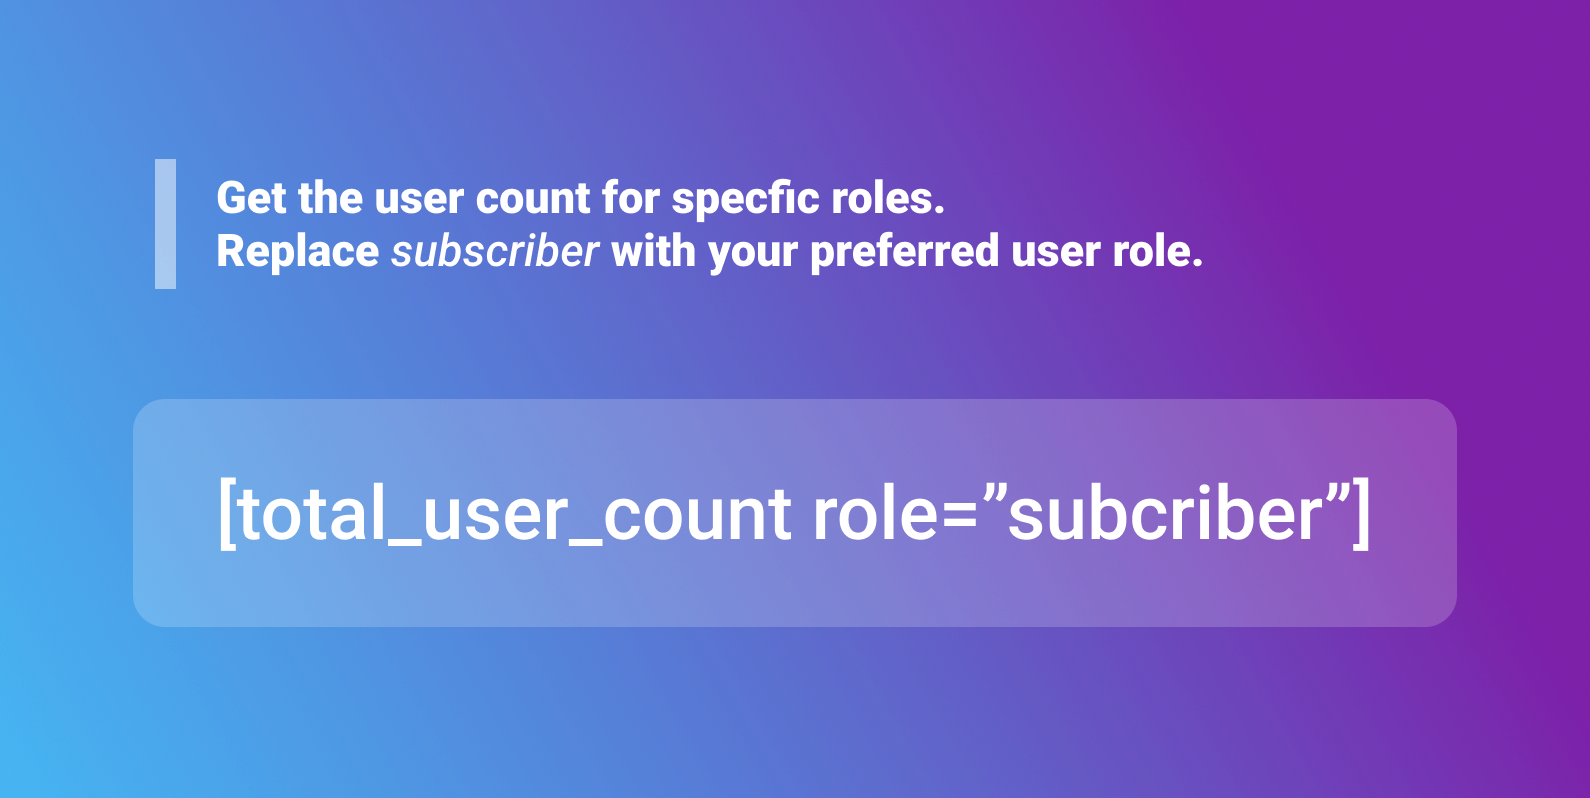 Get the user count for specfic roles.
Replace subscriber with your preferred user role.
[total_user_count role=”subcriber”]